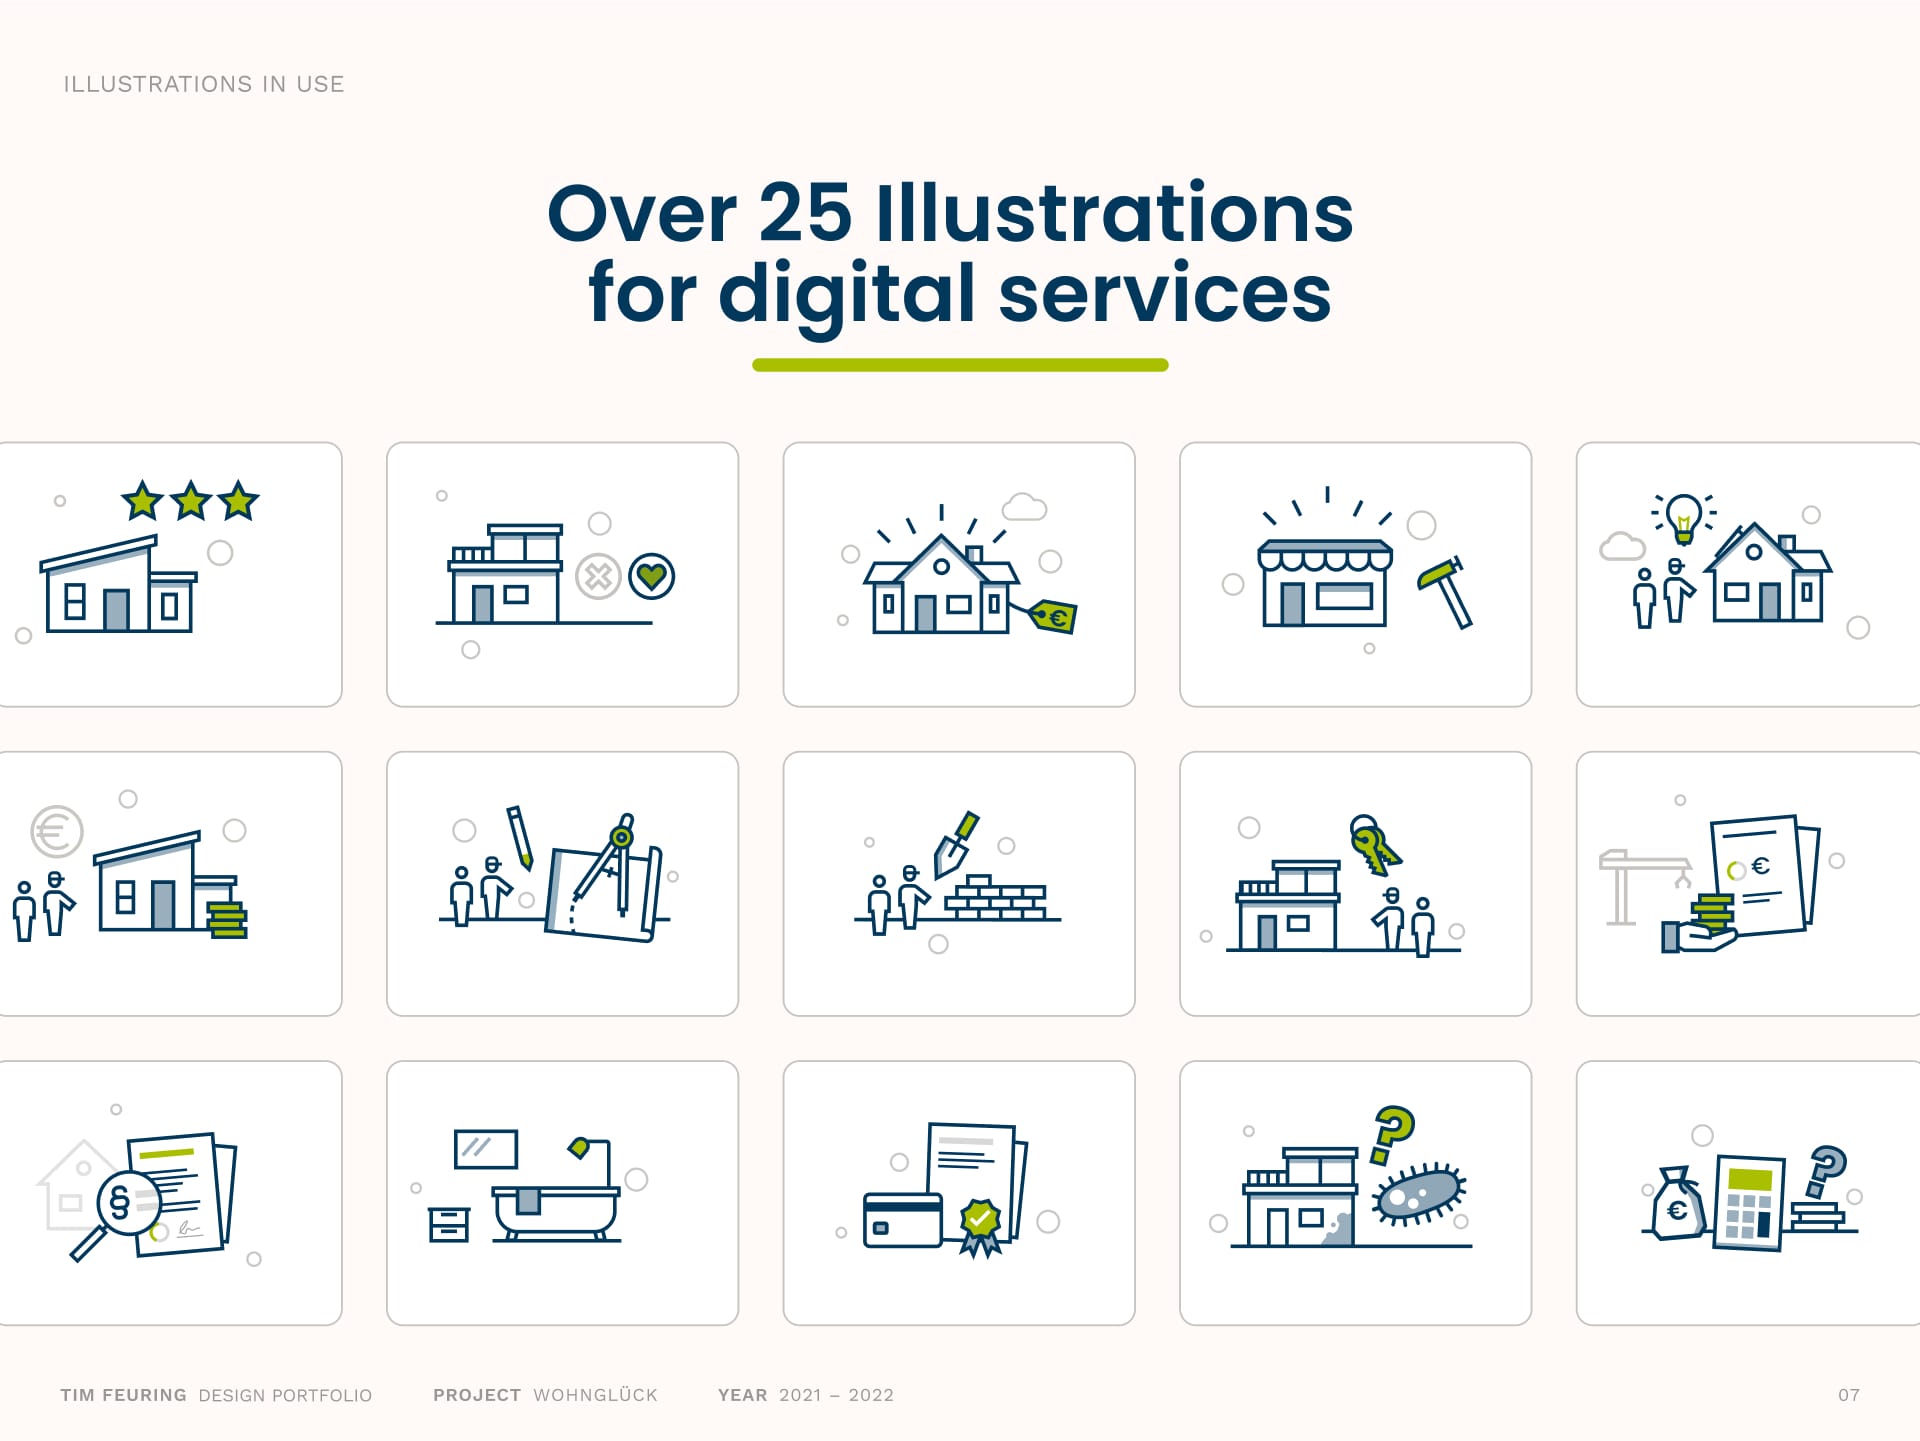 ILLUSTRATIONS IN USE
Over 25 Illustrations
for digital services
€
€
€
§
?
€
?
TIM FEURING DESIGN PORTFOLIO PROJECT WOHNGLÜCK YEAR 2021 – 2022 07